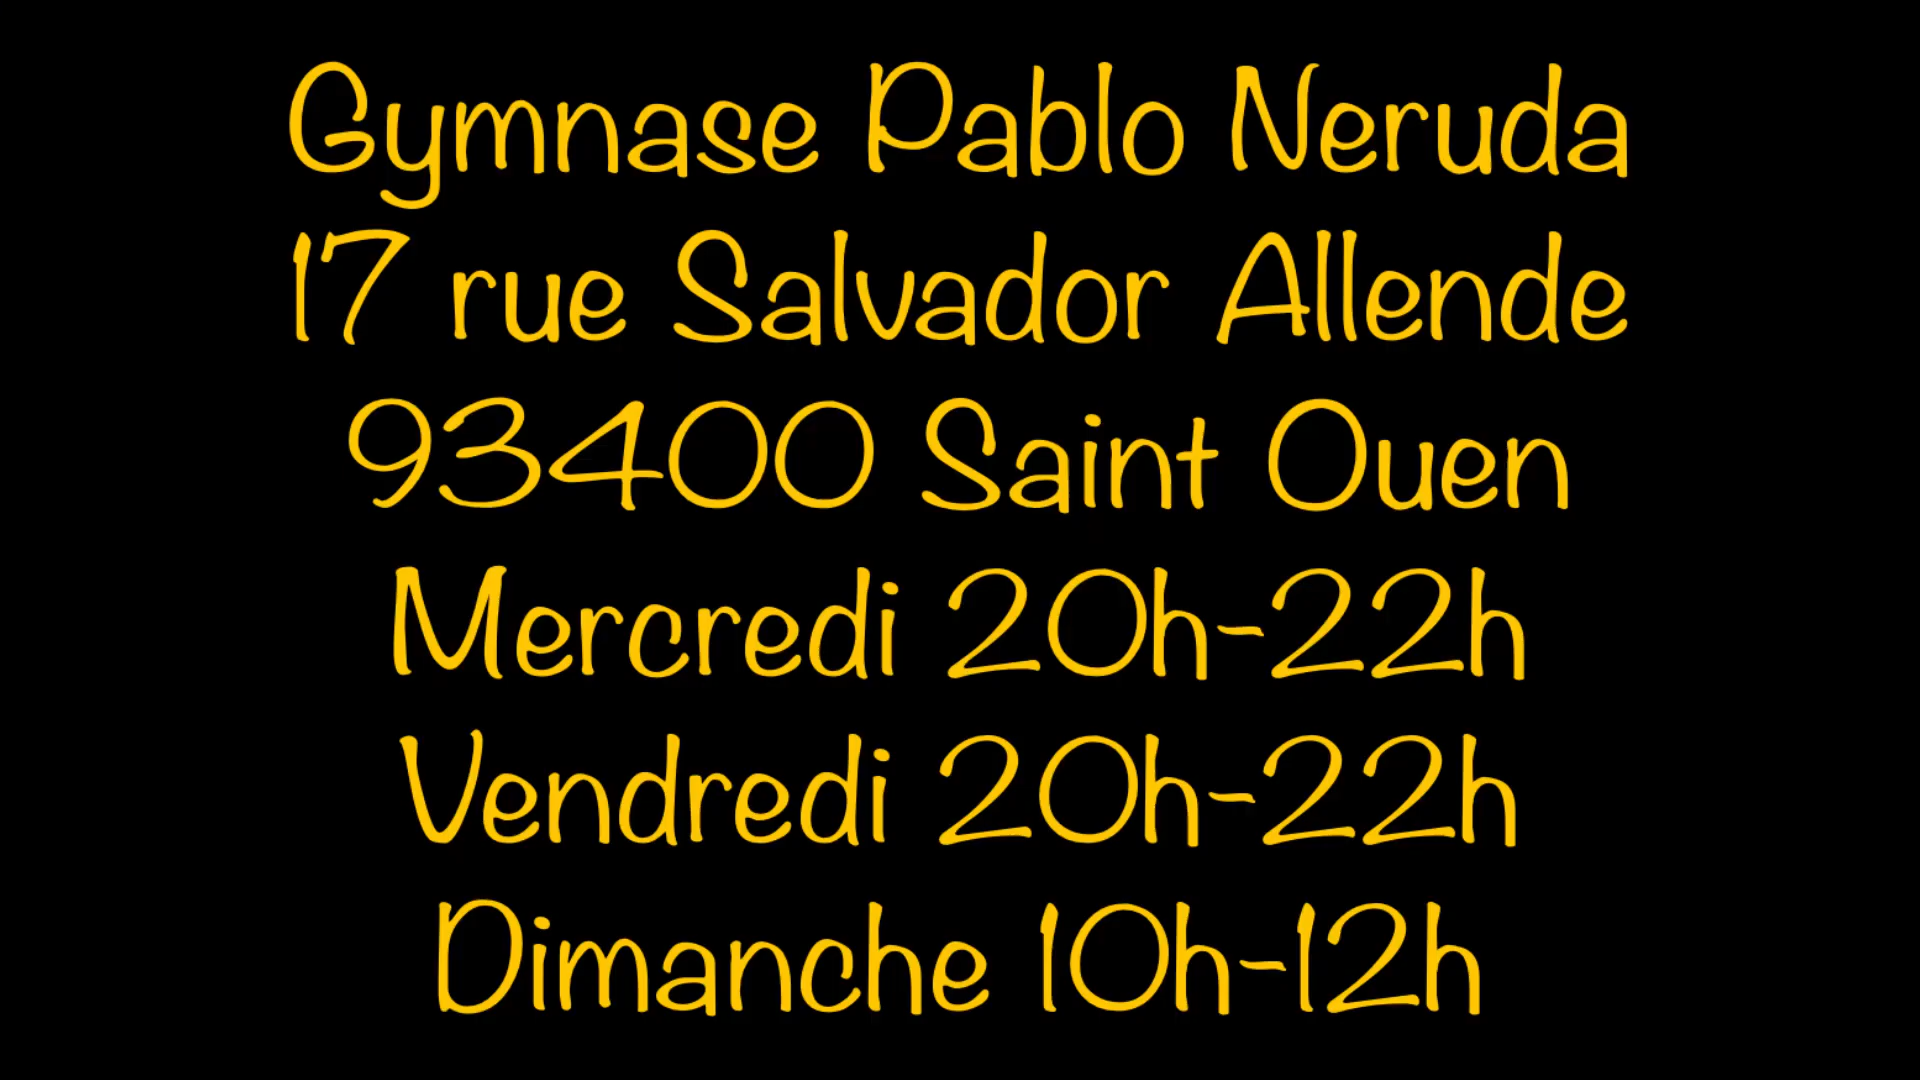 Gymnase Pablo Neruda
17 rue Salvador Allende
93400 Saint Ouen
Mercredi 20h-22h
Vendredi 20h-22h
Dimanche 10h-12h